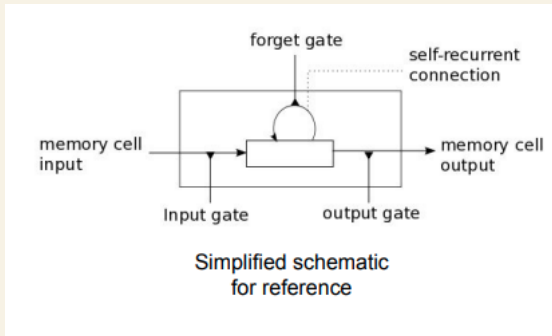 forget gate
self-recurrent
connection
memory cell
input
memory cell
output
Input gate
output gate
Simplified schematic
for reference